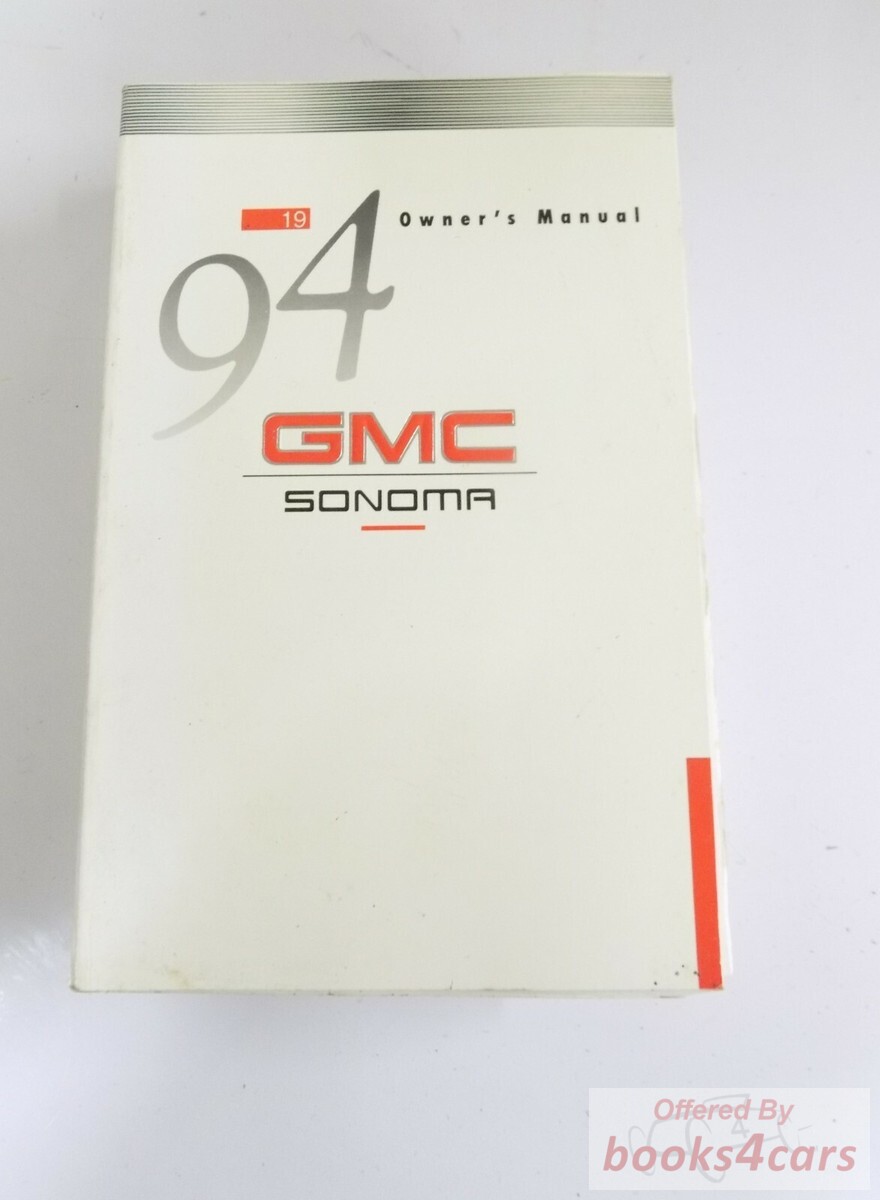 19
94
Owner's Manual
GMC
SONOMA
Offered By
books4cars